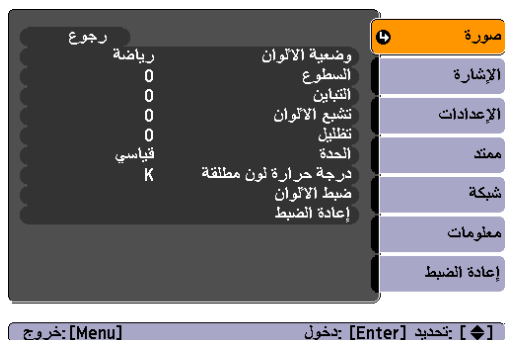 صورة
الإشارة
الإعدادات
ممتد
شبكة
معلومات
إعادة الضبط
رجوع
وضعية الألوان رياضة
السطوع 0
التباين 0
تشبع الألوان 0
تظليل 0
الحدة قياسي
درجة حرارة لون مطلقة K
ضبط الألوان
إعادة الضبط
[◆] :تحديد [Enter] :دخول [Menu]:خروج